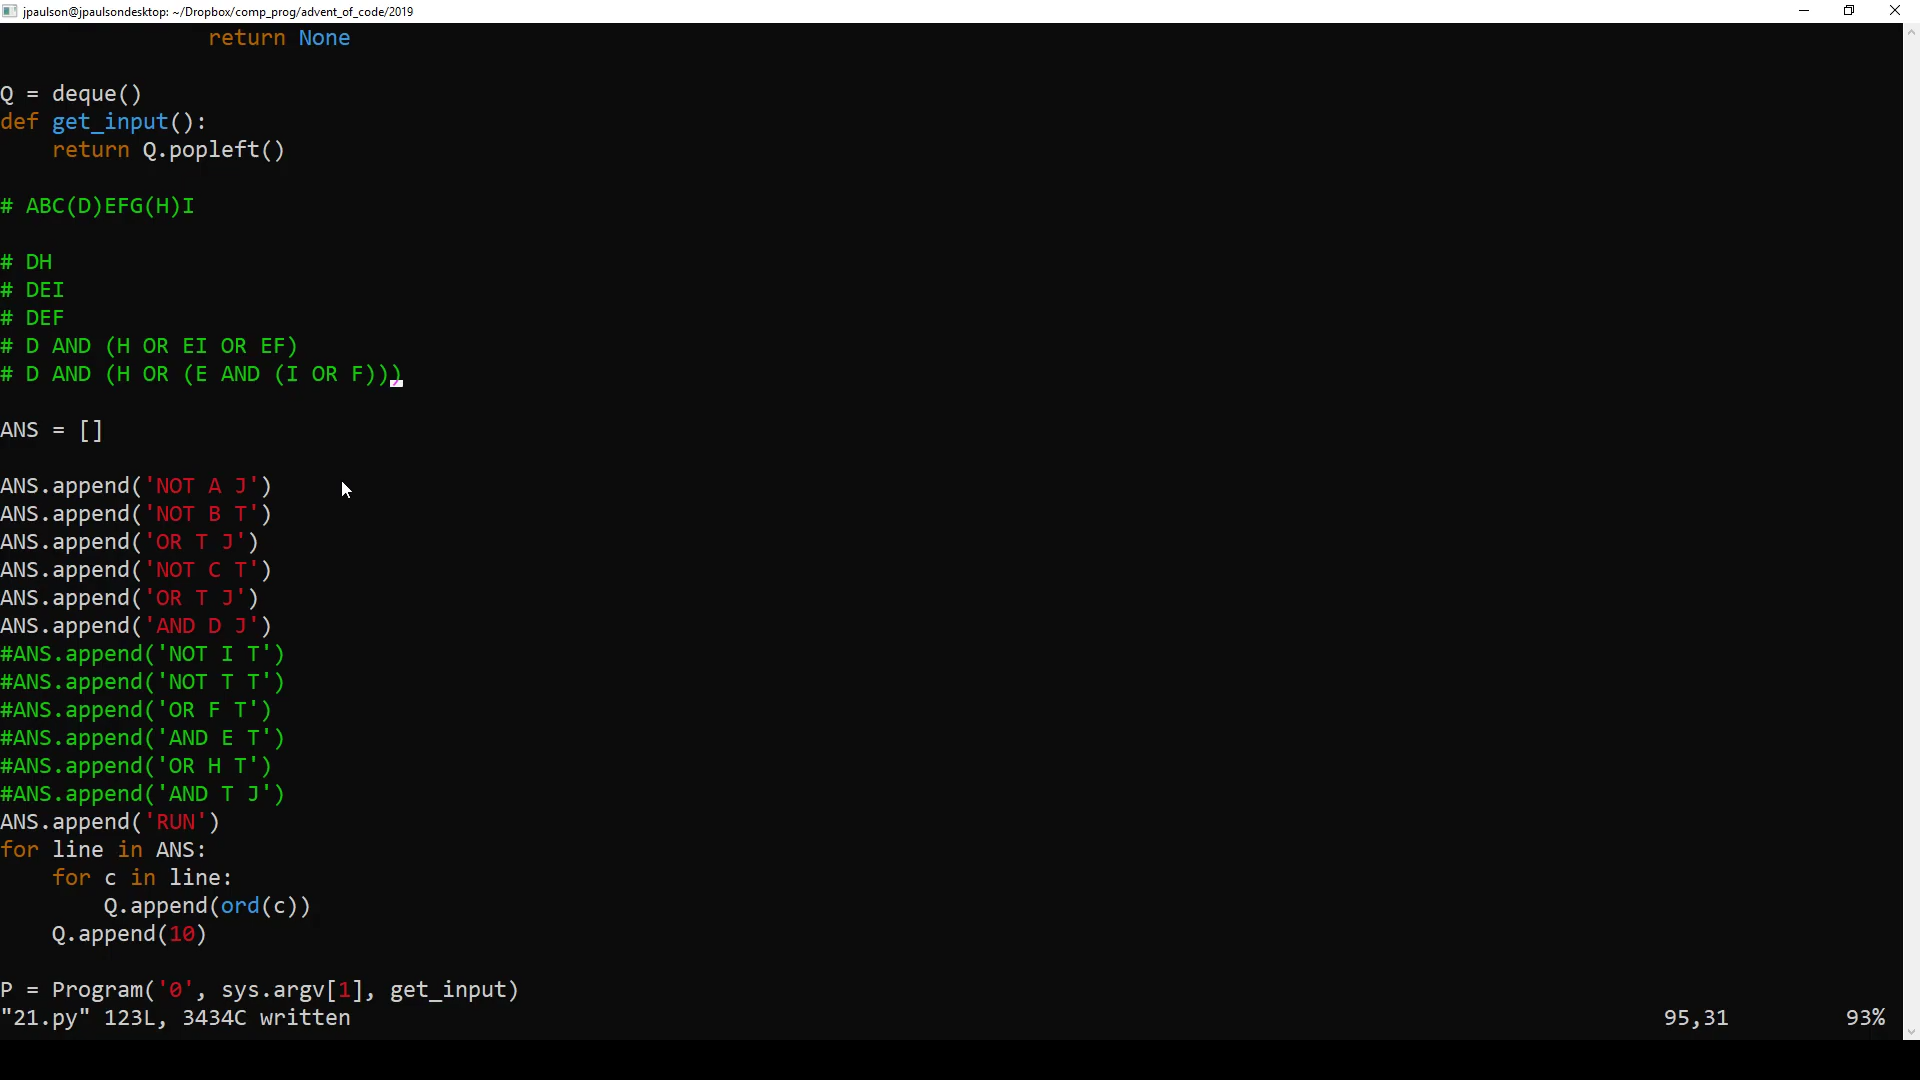 jpaulson@jpaulsondesktop: ~/Dropbox/comp_prog/advent_of_code/2019
                return None

Q = deque()
def get_input():
    return Q.popleft()

# ABC(D)EFG(H)I

# DH
# DEI
# DEF
# D AND (H OR EI OR EF)
# D AND (H OR (E AND (I OR F)))

ANS = []

ANS.append('NOT A J')
ANS.append('NOT B T')
ANS.append('OR T J')
ANS.append('NOT C T')
ANS.append('OR T J')
ANS.append('AND D J')
#ANS.append('NOT I T')
#ANS.append('NOT T T')
#ANS.append('OR F T')
#ANS.append('AND E T')
#ANS.append('OR H T')
#ANS.append('AND T J')
ANS.append('RUN')
for line in ANS:
    for c in line:
        Q.append(ord(c))
    Q.append(10)

P = Program('0', sys.argv[1], get_input)
"21.py" 123L, 3434C written 95,31 93%